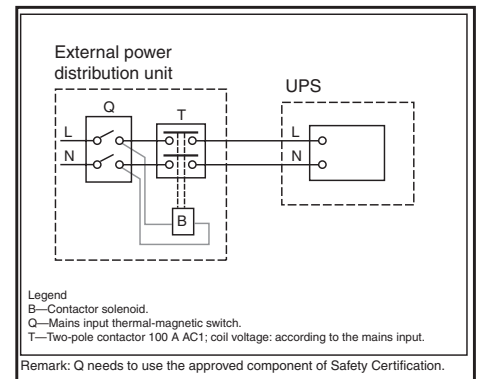 External power
distribution unit
UPS
Q
T
L
L
N
N
B
Legend
B—Contactor solenoid.
Q—Mains input thermal-magnetic switch.
T—Two-pole contactor 100 A AC1; coil voltage: according to the mains input.
Remark: Q needs to use the approved component of Safety Certification.